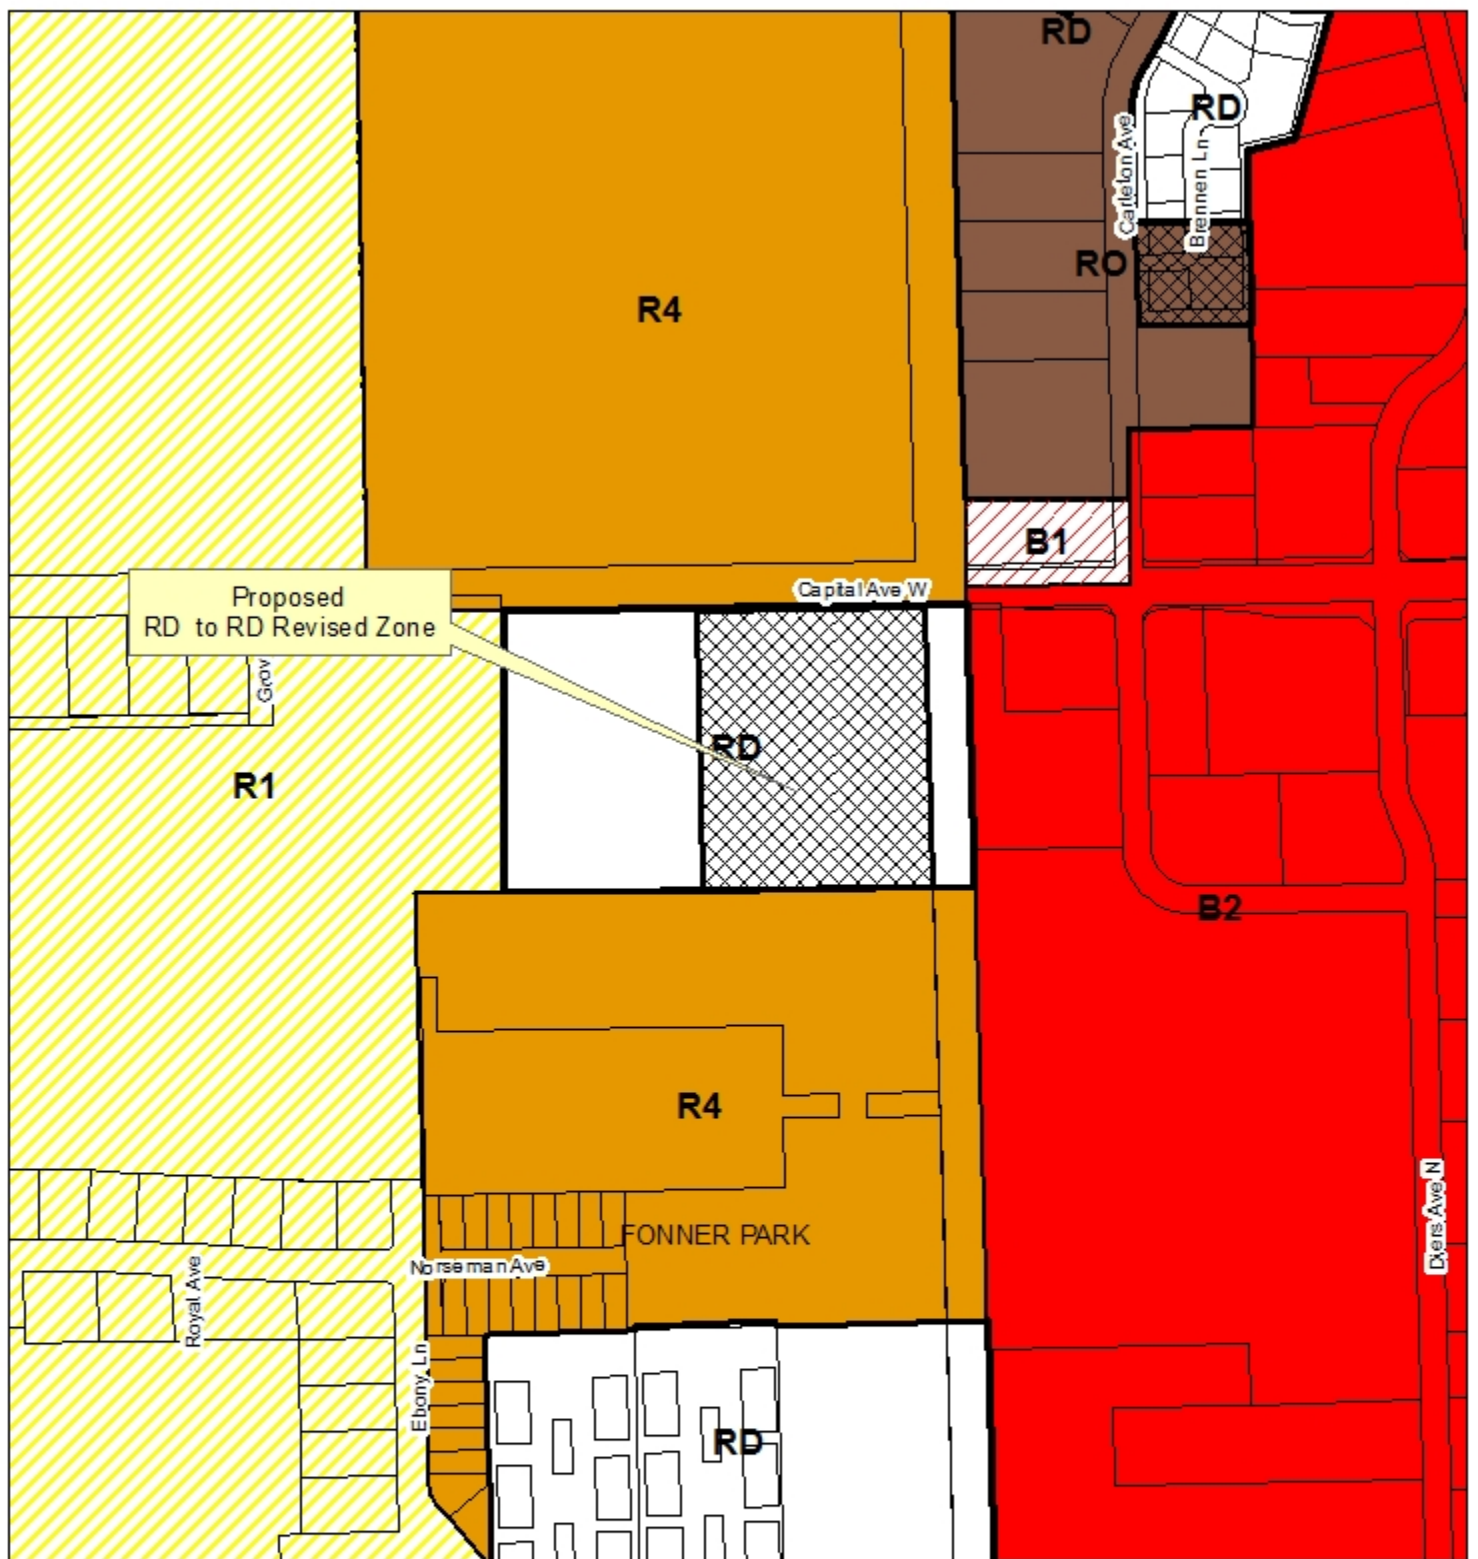 RD
RD
Carleton Ave
Brennen Ln
RO
R4
B1
Capital Ave W
Proposed
RD to RD Revised Zone
Grov
RD
R1
B2
R4
FONNER PARK
Norseman Ave
Royal Ave
Diers Ave N
Ebony Ln
RD